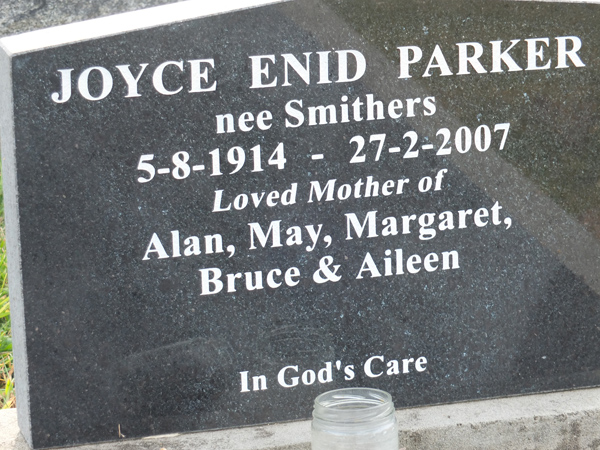 JOYCE ENID PARKER
nee Smithers
5-8-1914 - 27-2-2007
Loved Mother of
Alan, May, Margaret,
Bruce & Aileen
In God's Care